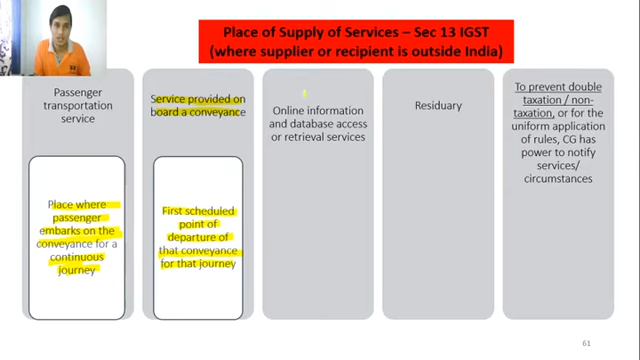 Place of Supply of Services – Sec 13 IGST
(where supplier or recipient is outside India)
Passenger
transportation
service
Place where
passenger
embarks on the
conveyance for a
continuous
journey
Service provided on
board a conveyance
First scheduled
point of
departure of
that conveyance
for that journey
Online information
and database access
or retrieval services
Residuary
To prevent double
taxation / non-
taxation, or for the
uniform application
of rules, CG has
power to notify
services/
circumstances
61